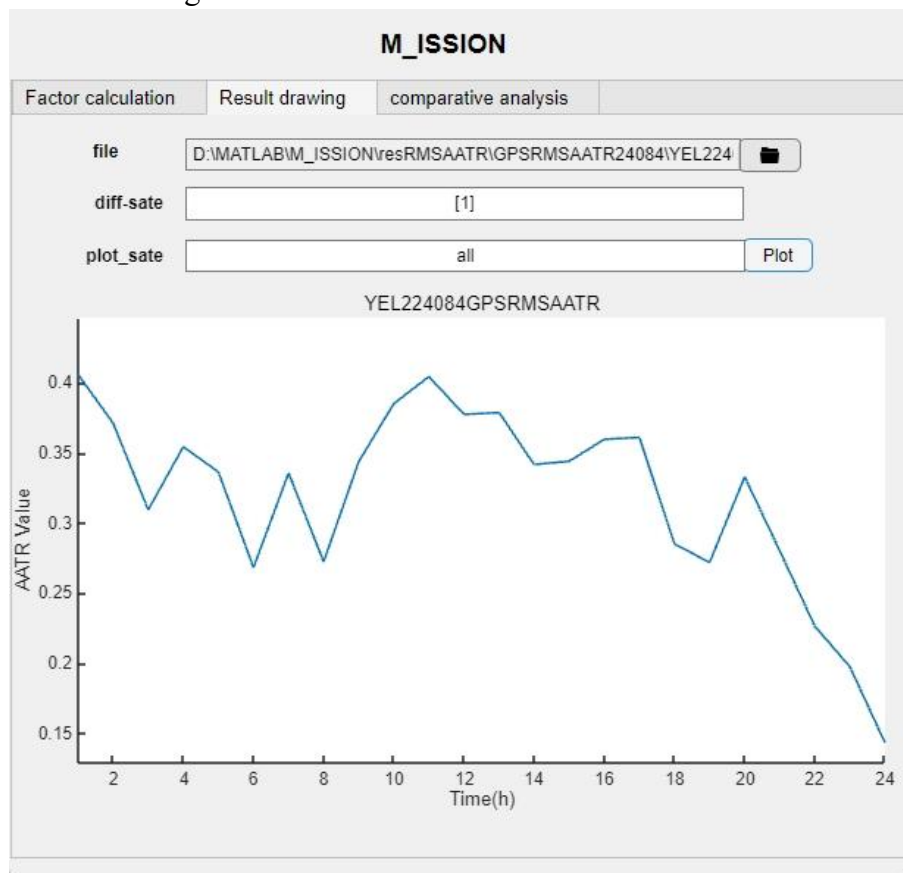 M_ISSION
Factor calculation Result drawing comparative analysis
file D:\MATLAB\M_ISSION\resRMSAATR\GPSRMSAATR24084\YEL224
diff-sate [1]
plot_sate all Plot
YEL224084GPSRMSAATR
AATR Value
0.4
0.35
0.3
0.25
0.2
0.15
2 4 6 8 10 12 14 16 18 20 22 24
Time(h)